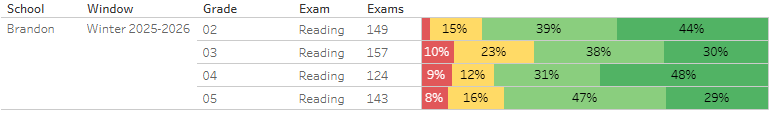 School Window Grade Exam Exams
Brandon Winter 2025-2026 02 Reading 149 15% 39% 44%
03 Reading 157 10% 23% 38% 30%
04 Reading 124 9% 12% 31% 48%
05 Reading 143 8% 16% 47% 29%